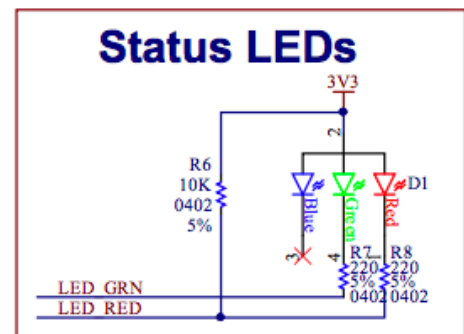 Status LEDs
3V3
2
R6
10K
0402
5%
D1
Blue
Green
Red
3
4
1
R7
220
5%
0402
R8
220
5%
0402
LED_GRN
LED_RED